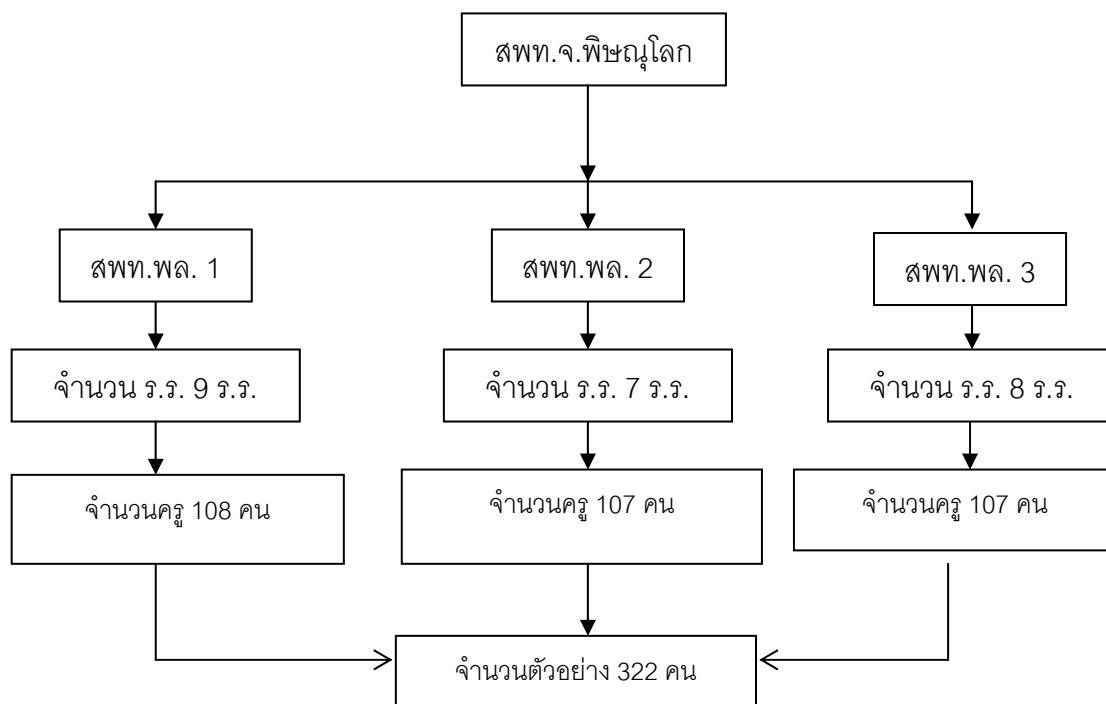 สพท.จ.พิษณุโลก
สพท.พล. 1
สพท.พล. 2
สพท.พล. 3
จำนวน ร.ร. 9 ร.ร.
จำนวน ร.ร. 7 ร.ร.
จำนวน ร.ร. 8 ร.ร.
จำนวนครู 108 คน
จำนวนครู 107 คน
จำนวนครู 107 คน
จำนวนตัวอย่าง 322 คน